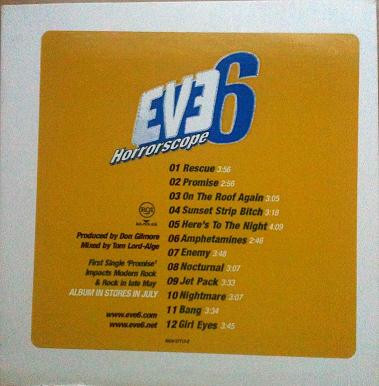 EVE 6
Horrorscope
01 Rescue 3:56
02 Promise 2:56
03 On The Roof Again 3:05
04 Sunset Strip Bitch 3:18
05 Here's To The Night 4:09
06 Amphetamines 2:46
07 Enemy 3:48
08 Nocturnal 3:07
09 Jet Pack 3:33
10 Nightmare 3:07
11 Bang 3:34
12 Girl Eyes 3:45
RCA
Produced by Don Gilmore
Mixed by Tom Lord-Alge
First Single 'Promise'
Impacts Modern Rock
& Rock in late May
ALBUM IN STORES IN JULY
www.eve6.com
www.eve6.net